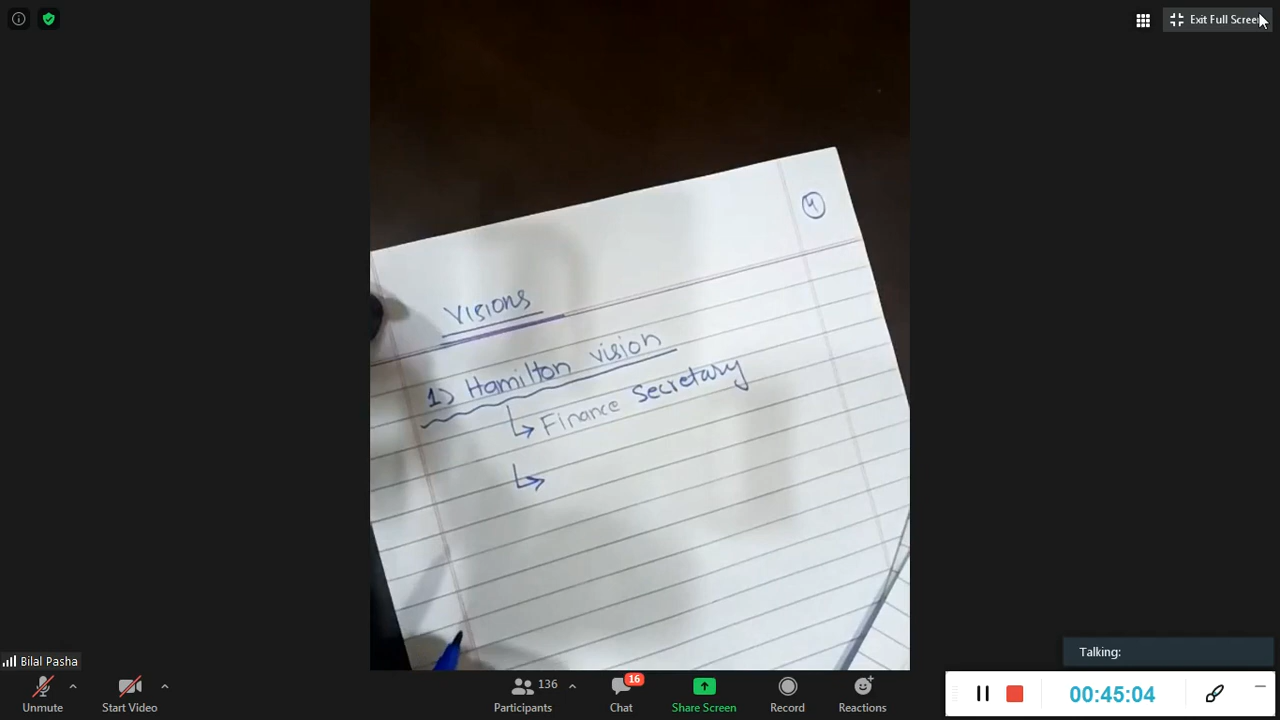 Exit Full Screen
4
Visions
1) Hamilton vision
↳ Finance Secretary
↳
Bilal Pasha
Talking:
Unmute
Start Video
136
Participants
16
Chat
Share Screen
Record
Reactions
00:45:04